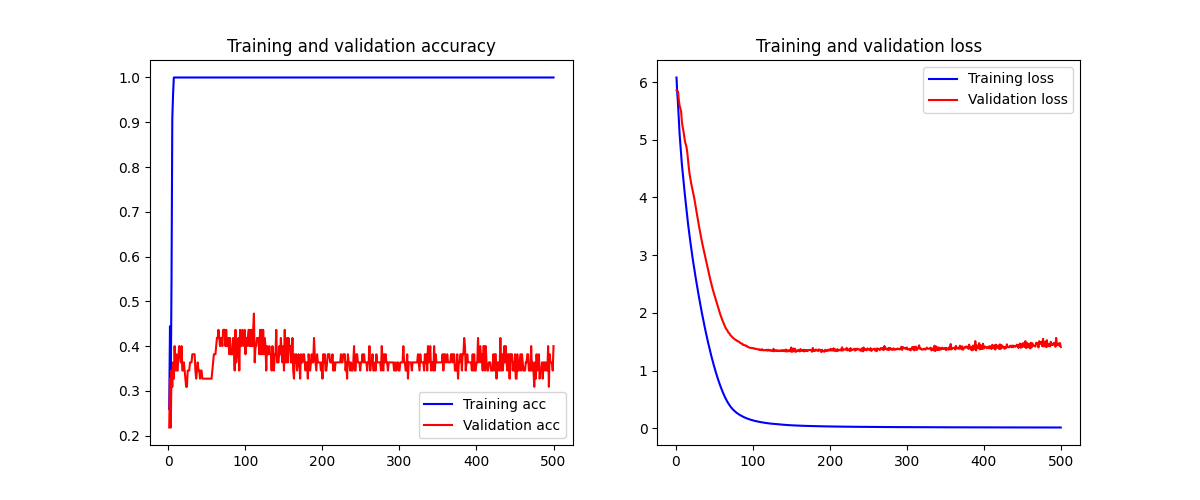 Training and validation accuracy
1.0
0.9
0.8
0.7
0.6
0.5
0.4
0.3
0.2
0 100 200 300 400 500
Training acc
Validation acc
Training and validation loss
6
5
4
3
2
1
0
0 100 200 300 400 500
Training loss
Validation loss